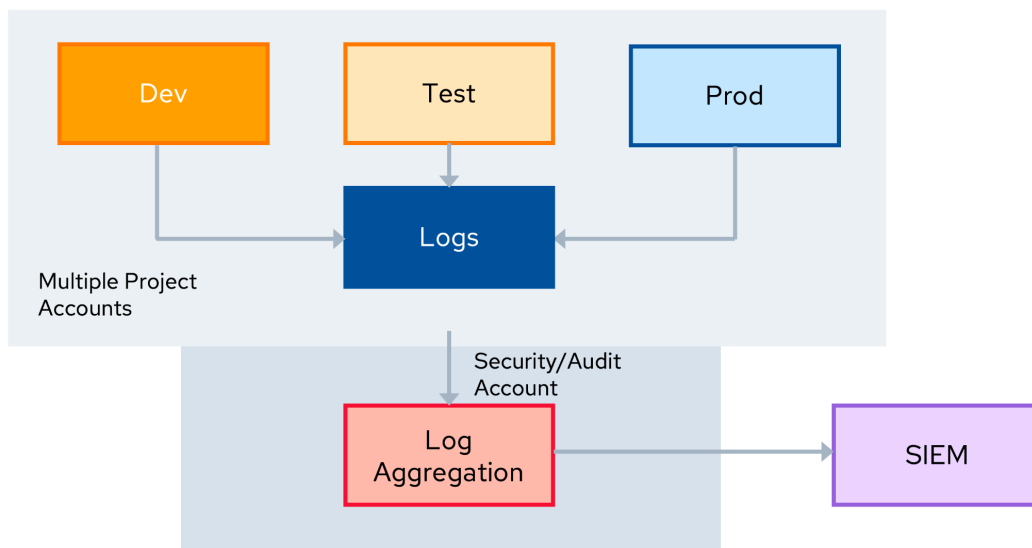 Dev
Test
Prod
Logs
Multiple Project
Accounts
Security/Audit
Account
Log
Aggregation
SIEM